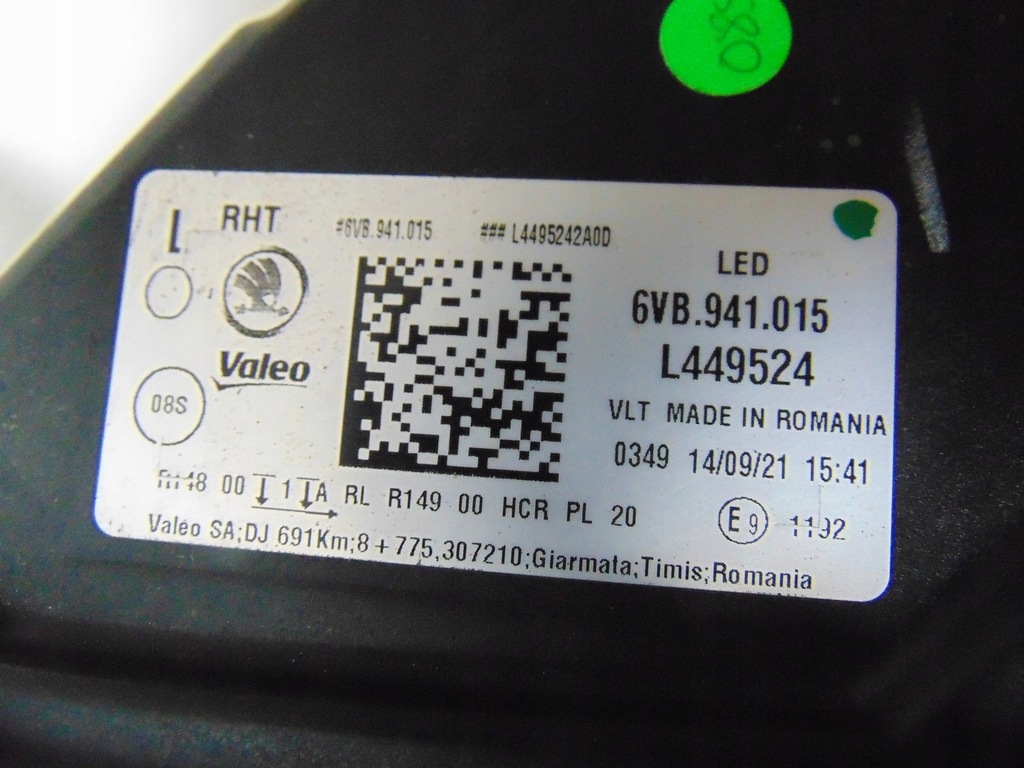 L RHT #6VB.941.015 ### L4495242A0D
LED
6VB.941.015
Valeo
L449524
08S
VLT MADE IN ROMANIA
0349 14/09/21 15:41
00 1 A RL R149 00 HCR PL 20
E9
Valeo SA;DJ 691Km;8+775,307210;Giarmata;Timis;Romania